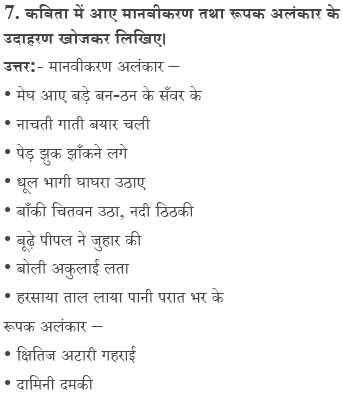 7. कविता में आए मानवीकरण तथा रूपक अलंकार के
उदाहरण खोजकर लिखिए।
उत्तर:- मानवीकरण अलंकार –
• मेघ आए बड़े बन-ठन के सँवर के
• नाचती गाती बयार चली
• पेड़ झुक झाँकने लगे
• धूल भागी घाघरा उठाए
• बाँकी चितवन उठा, नदी ठिठकी
• बूढ़े पीपल ने जुहार की
• बोली अकुलाई लता
• हरसाया ताल लाया पानी परात भर के
रूपक अलंकार –
• क्षितिज अटारी गहराई
• दामिनी दमकी